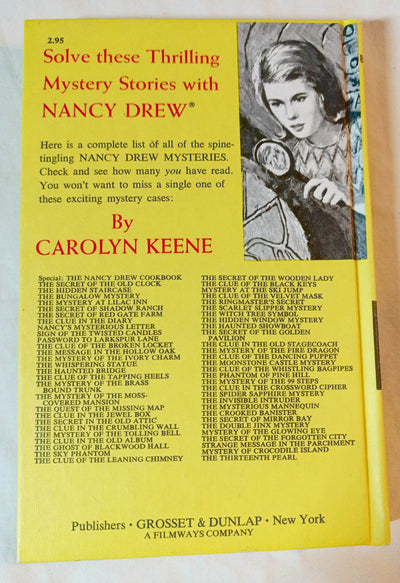 2.95
Solve these Thrilling
Mystery Stories with
NANCY DREW®
Here is a complete list of all of the spine-
tingling NANCY DREW MYSTERIES.
Check and see how many you have read.
You won't want to miss a single one of
these exciting mystery cases:
By
CAROLYN KEENE
Special: THE NANCY DREW COOKBOOK
THE SECRET OF THE OLD CLOCK
THE HIDDEN STAIRCASE
THE BUNGALOW MYSTERY
THE MYSTERY AT LILAC INN
THE SECRET OF SHADOW RANCH
THE SECRET OF RED GATE FARM
THE CLUE IN THE DIARY
NANCY'S MYSTERIOUS LETTER
SIGN OF THE TWISTED CANDLES
PASSWORD TO LARKSPUR LANE
THE CLUE OF THE BROKEN LOCKET
THE MESSAGE IN THE HOLLOW OAK
THE MYSTERY OF THE IVORY CHARM
THE WHISPERING STATUE
THE HAUNTED BRIDGE
THE CLUE OF THE TAPPING HEELS
THE MYSTERY OF THE BRASS
BOUND TRUNK
THE MYSTERY OF THE MOSS-
COVERED MANSION
THE QUEST OF THE MISSING MAP
THE CLUE IN THE JEWEL BOX
THE SECRET IN THE OLD ATTIC
THE CLUE IN THE CRUMBLING WALL
THE MYSTERY OF THE TOLLING BELL
THE CLUE IN THE OLD ALBUM
THE GHOST OF BLACKWOOD HALL
THE SKY PHANTOM
THE CLUE OF THE LEANING CHIMNEY
THE SECRET OF THE WOODEN LADY
THE CLUE OF THE BLACK KEYS
MYSTERY AT THE SKI JUMP
THE CLUE OF THE VELVET MASK
THE RINGMASTER'S SECRET
THE SCARLET SLIPPER MYSTERY
THE WITCH TREE SYMBOL
THE HIDDEN WINDOW MYSTERY
THE HAUNTED SHOWBOAT
THE SECRET OF THE GOLDEN
PAVILION
THE CLUE IN THE OLD STAGECOACH
THE MYSTERY OF THE FIRE DRAGON
THE CLUE OF THE DANCING PUPPET
THE MOONSTONE CASTLE MYSTERY
THE CLUE OF THE WHISTLING BAGPIPES
THE PHANTOM OF PINE HILL
THE MYSTERY OF THE 99 STEPS
THE CLUE IN THE CROSSWORD CIPHER
THE SPIDER SAPPHIRE MYSTERY
THE INVISIBLE INTRUDER
THE MYSTERIOUS MANNEQUIN
THE CROOKED BANISTER
THE SECRET OF MIRROR BAY
THE DOUBLE JINX MYSTERY
MYSTERY OF THE GLOWING EYE
THE SECRET OF THE FORGOTTEN CITY
STRANGE MESSAGE IN THE PARCHMENT
MYSTERY OF CROCODILE ISLAND
THE THIRTEENTH PEARL
Publishers • GROSSET & DUNLAP • New York
A FILMWAYS COMPANY